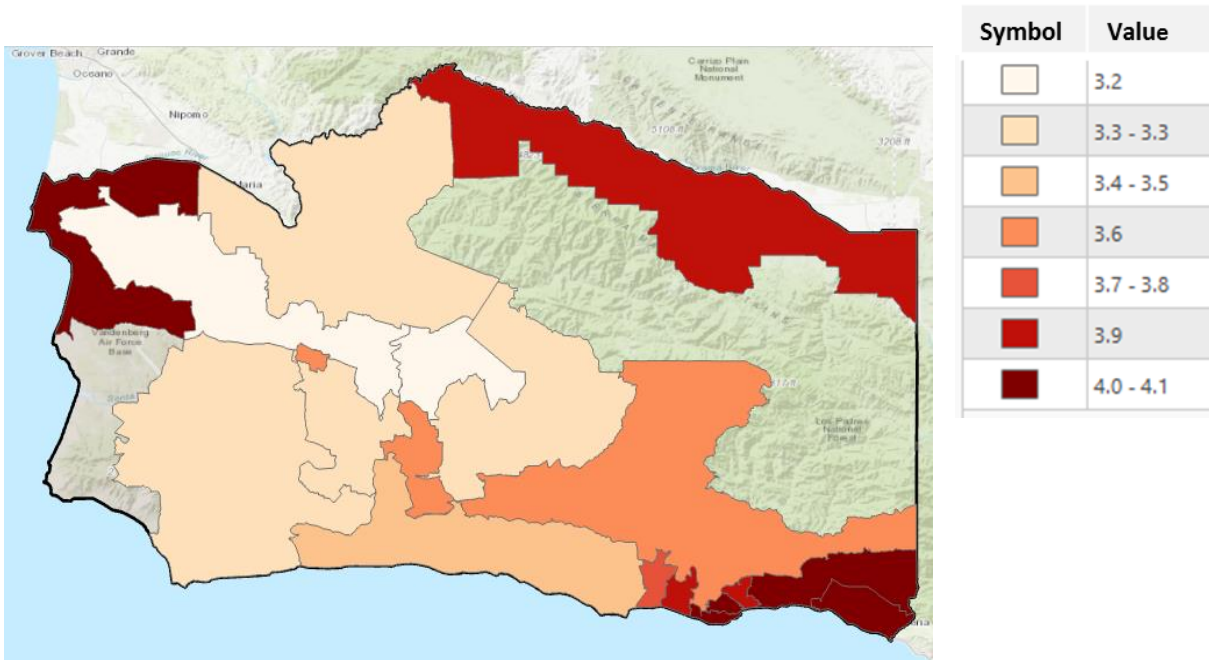 Symbol Value
3.2
3.3 - 3.3
3.4 - 3.5
3.6
3.7 - 3.8
3.9
4.0 - 4.1
Grover Beach Grande
Oceano
Nipomo
Carrizo Plain
National
Monument
5108 ft
3208 ft
Maria
Vandenberg
Air Force
Base
Los Padres
National
Forest